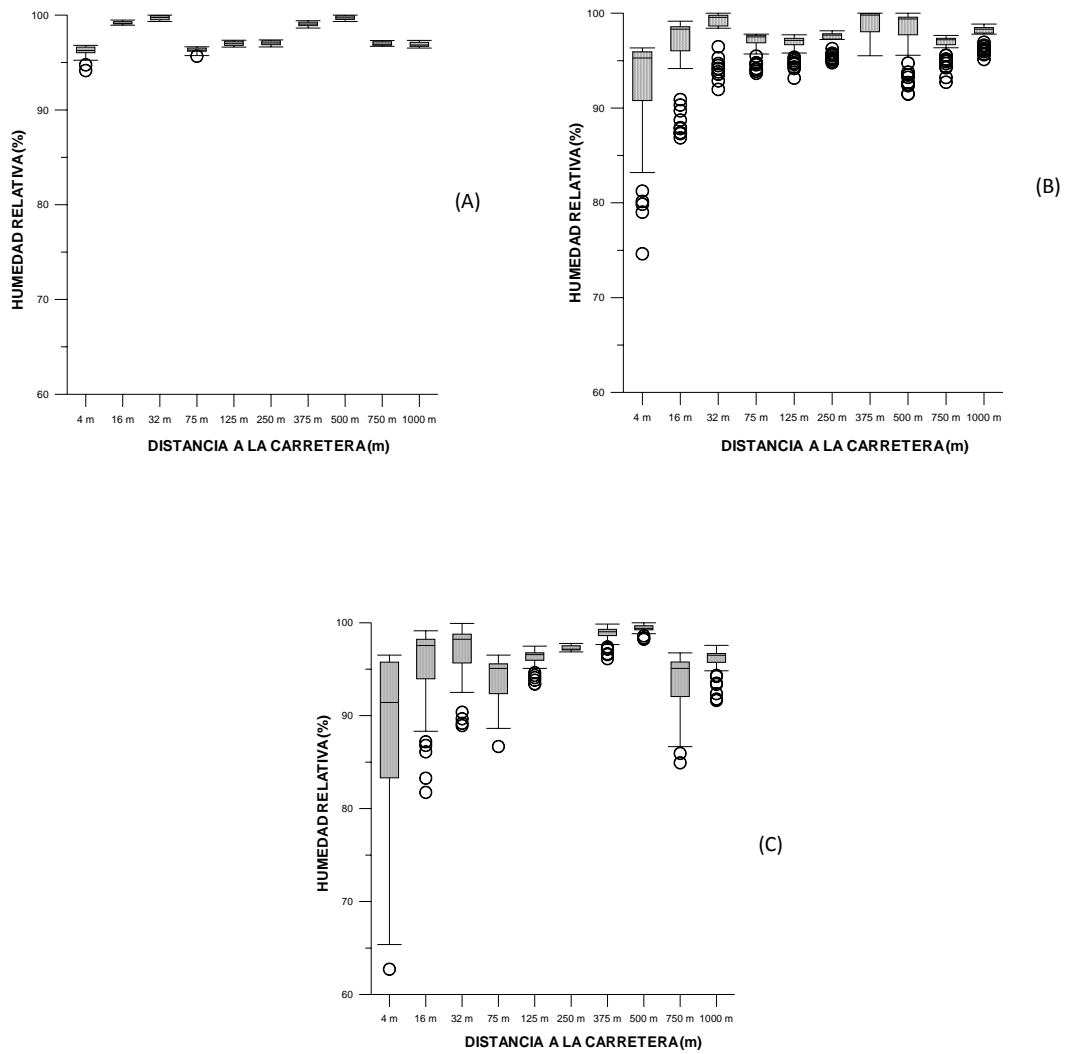 100
90
80
70
60
HUMEDAD RELATIVA (%)
4 m 16 m 32 m 75 m 125 m 250 m 375 m 500 m 750 m 1000 m
DISTANCIA A LA CARRETERA (m)
(A)
100
90
80
70
60
HUMEDAD RELATIVA (%)
4 m 16 m 32 m 75 m 125 m 250 m 375 m 500 m 750 m 1000 m
DISTANCIA A LA CARRETERA (m)
(B)
100
90
80
70
60
HUMEDAD RELATIVA (%)
4 m 16 m 32 m 75 m 125 m 250 m 375 m 500 m 750 m 1000 m
DISTANCIA A LA CARRETERA (m)
(C)